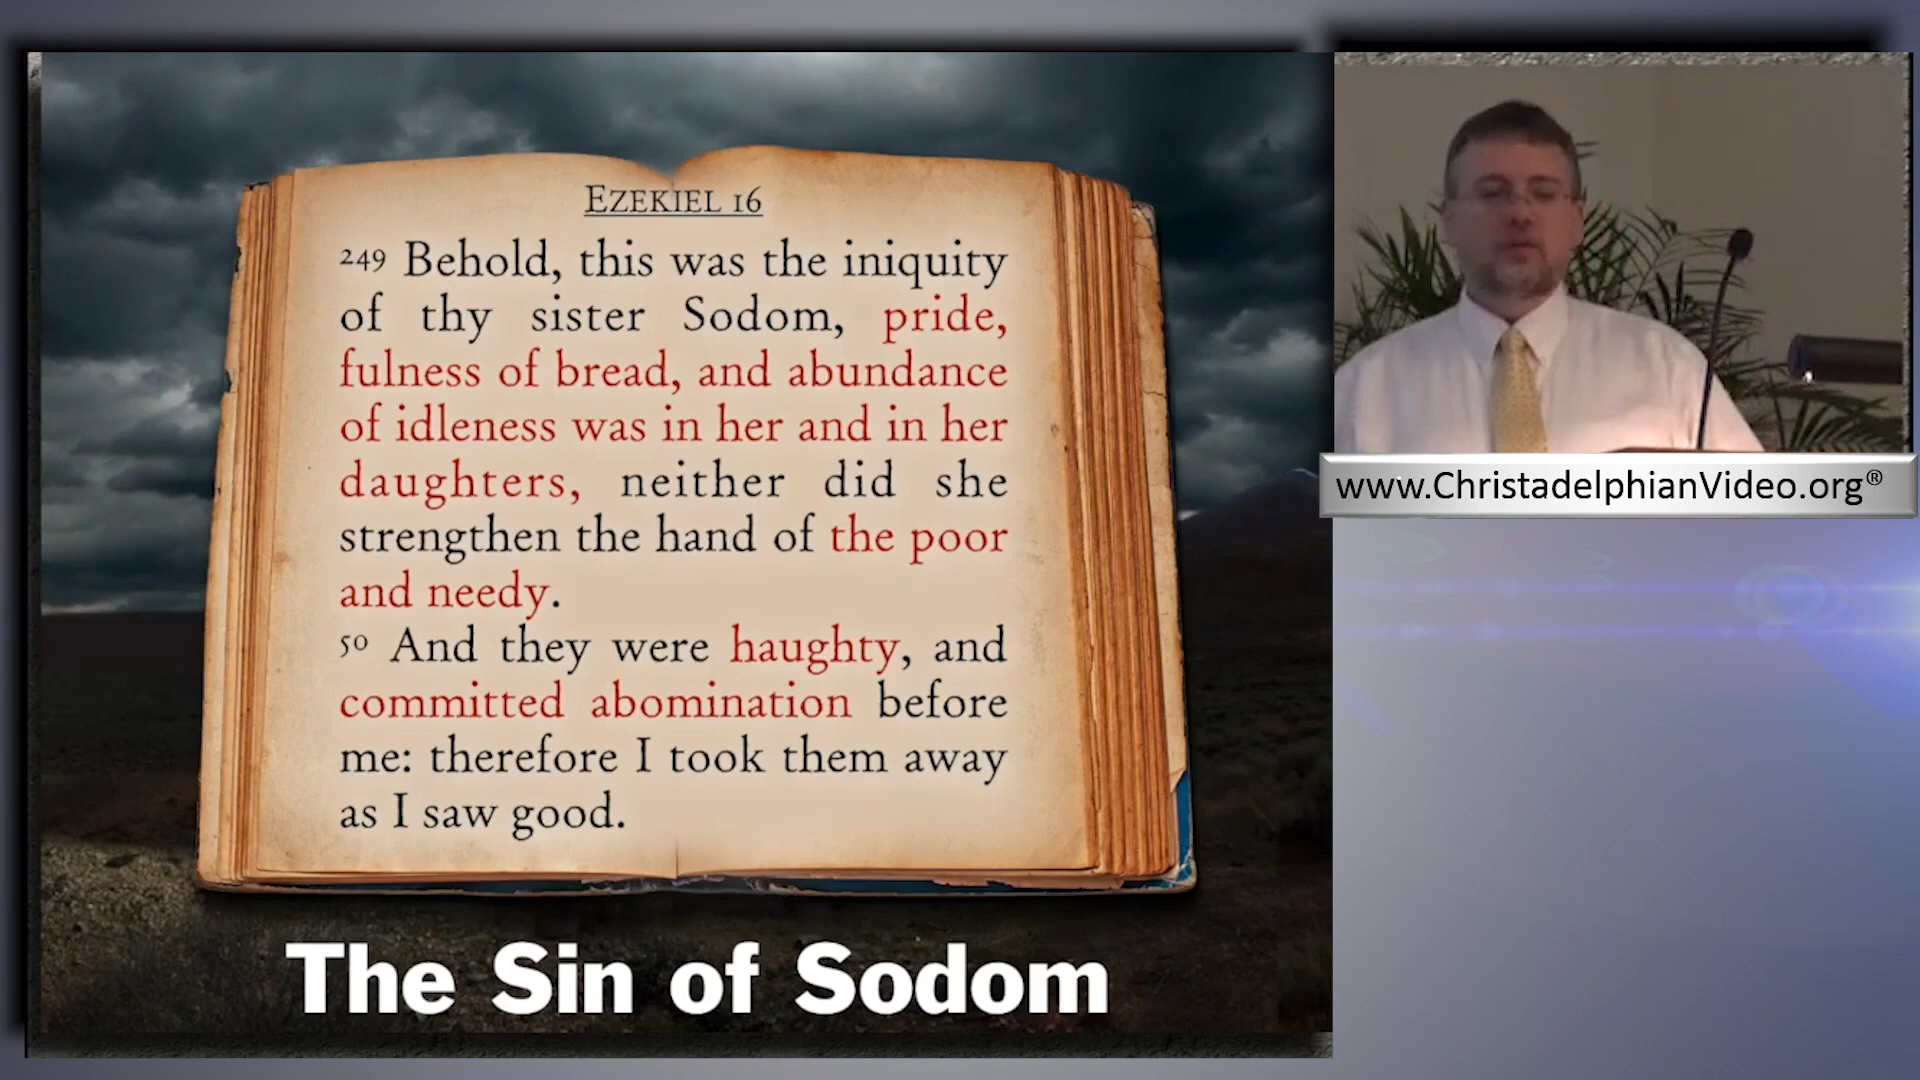 EZEKIEL 16
249 Behold, this was the iniquity
of thy sister Sodom, pride,
fulness of bread, and abundance
of idleness was in her and in her
daughters, neither did she
strengthen the hand of the poor
and needy.
50 And they were haughty, and
committed abomination before
me: therefore I took them away
as I saw good.
The Sin of Sodom
www.ChristadelphianVideo.org®